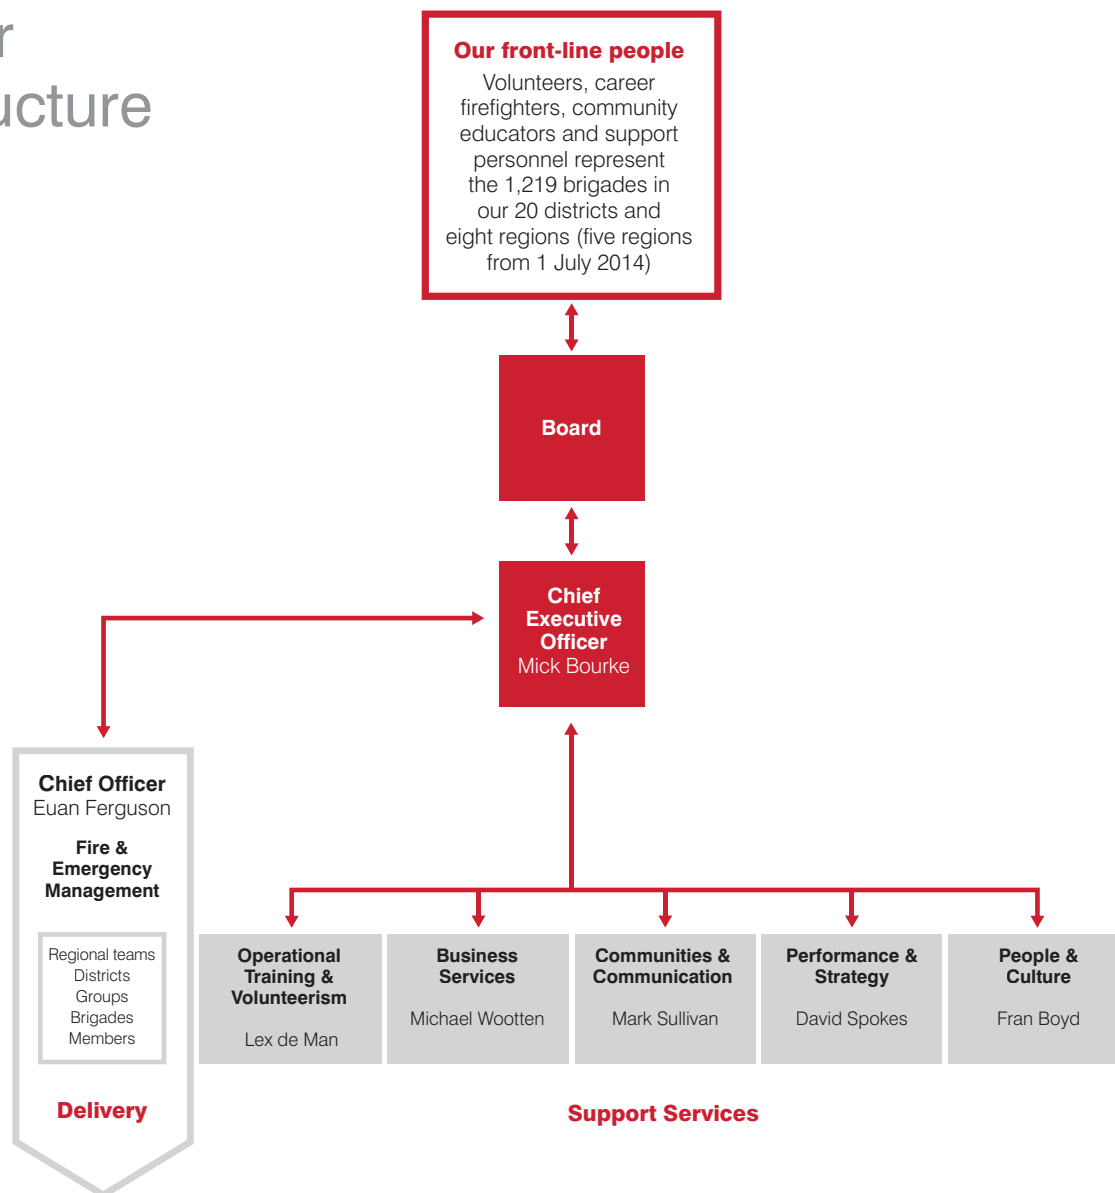 Our front-line people
Volunteers, career
firefighters, community
educators and support
personnel represent
the 1,219 brigades in
our 20 districts and
eight regions (five regions
from 1 July 2014)
Board
Chief
Executive
Officer
Mick Bourke
Chief Officer
Euan Ferguson
Fire &
Emergency
Management
Regional teams
Districts
Groups
Brigades
Members
Delivery
Operational
Training &
Volunteerism
Lex de Man
Business
Services
Michael Wootten
Communities &
Communication
Mark Sullivan
Performance &
Strategy
David Spokes
People &
Culture
Fran Boyd
Support Services